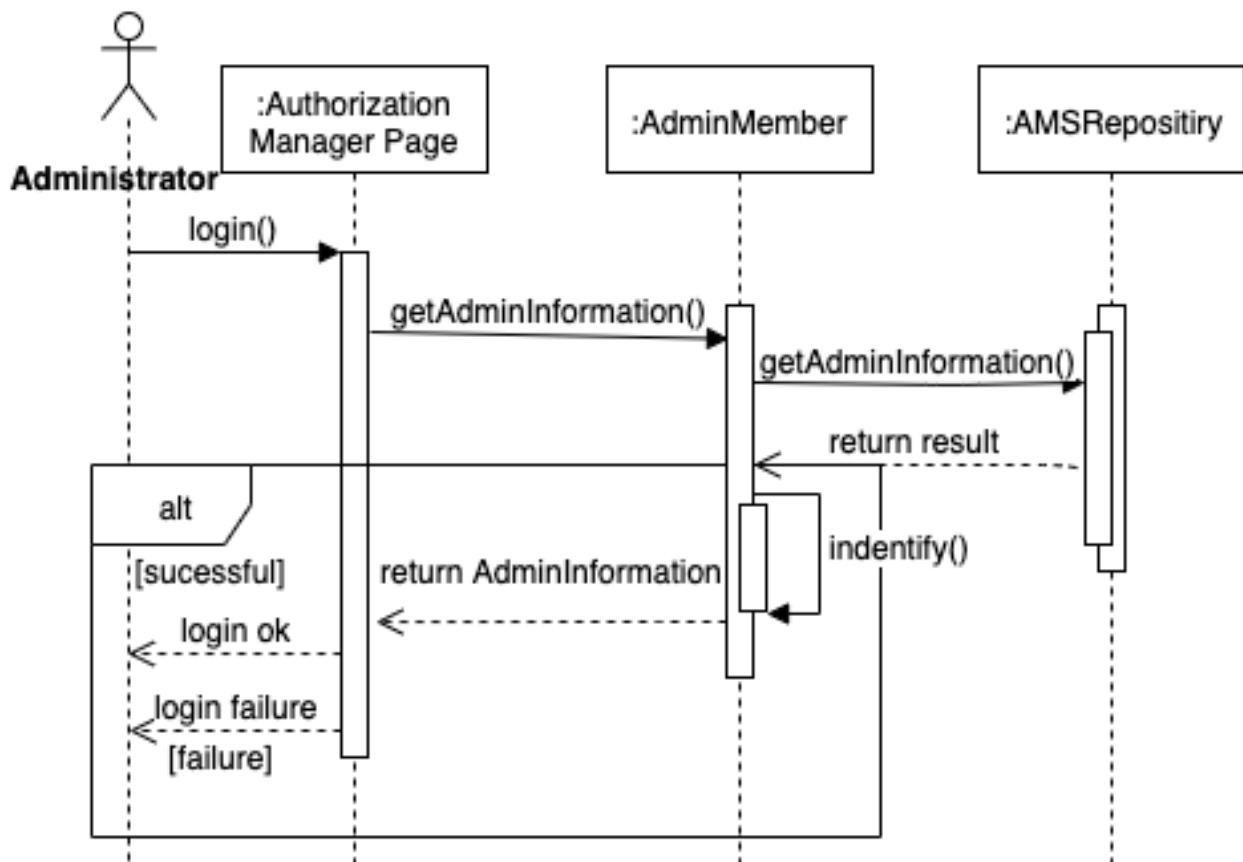 :Authorization
Manager Page
:AdminMember
:AMSRepositiry
Administrator
login()
getAdminInformation()
getAdminInformation()
return result
alt
indentify()
[sucessful]
return AdminInformation
login ok
login failure
[failure]